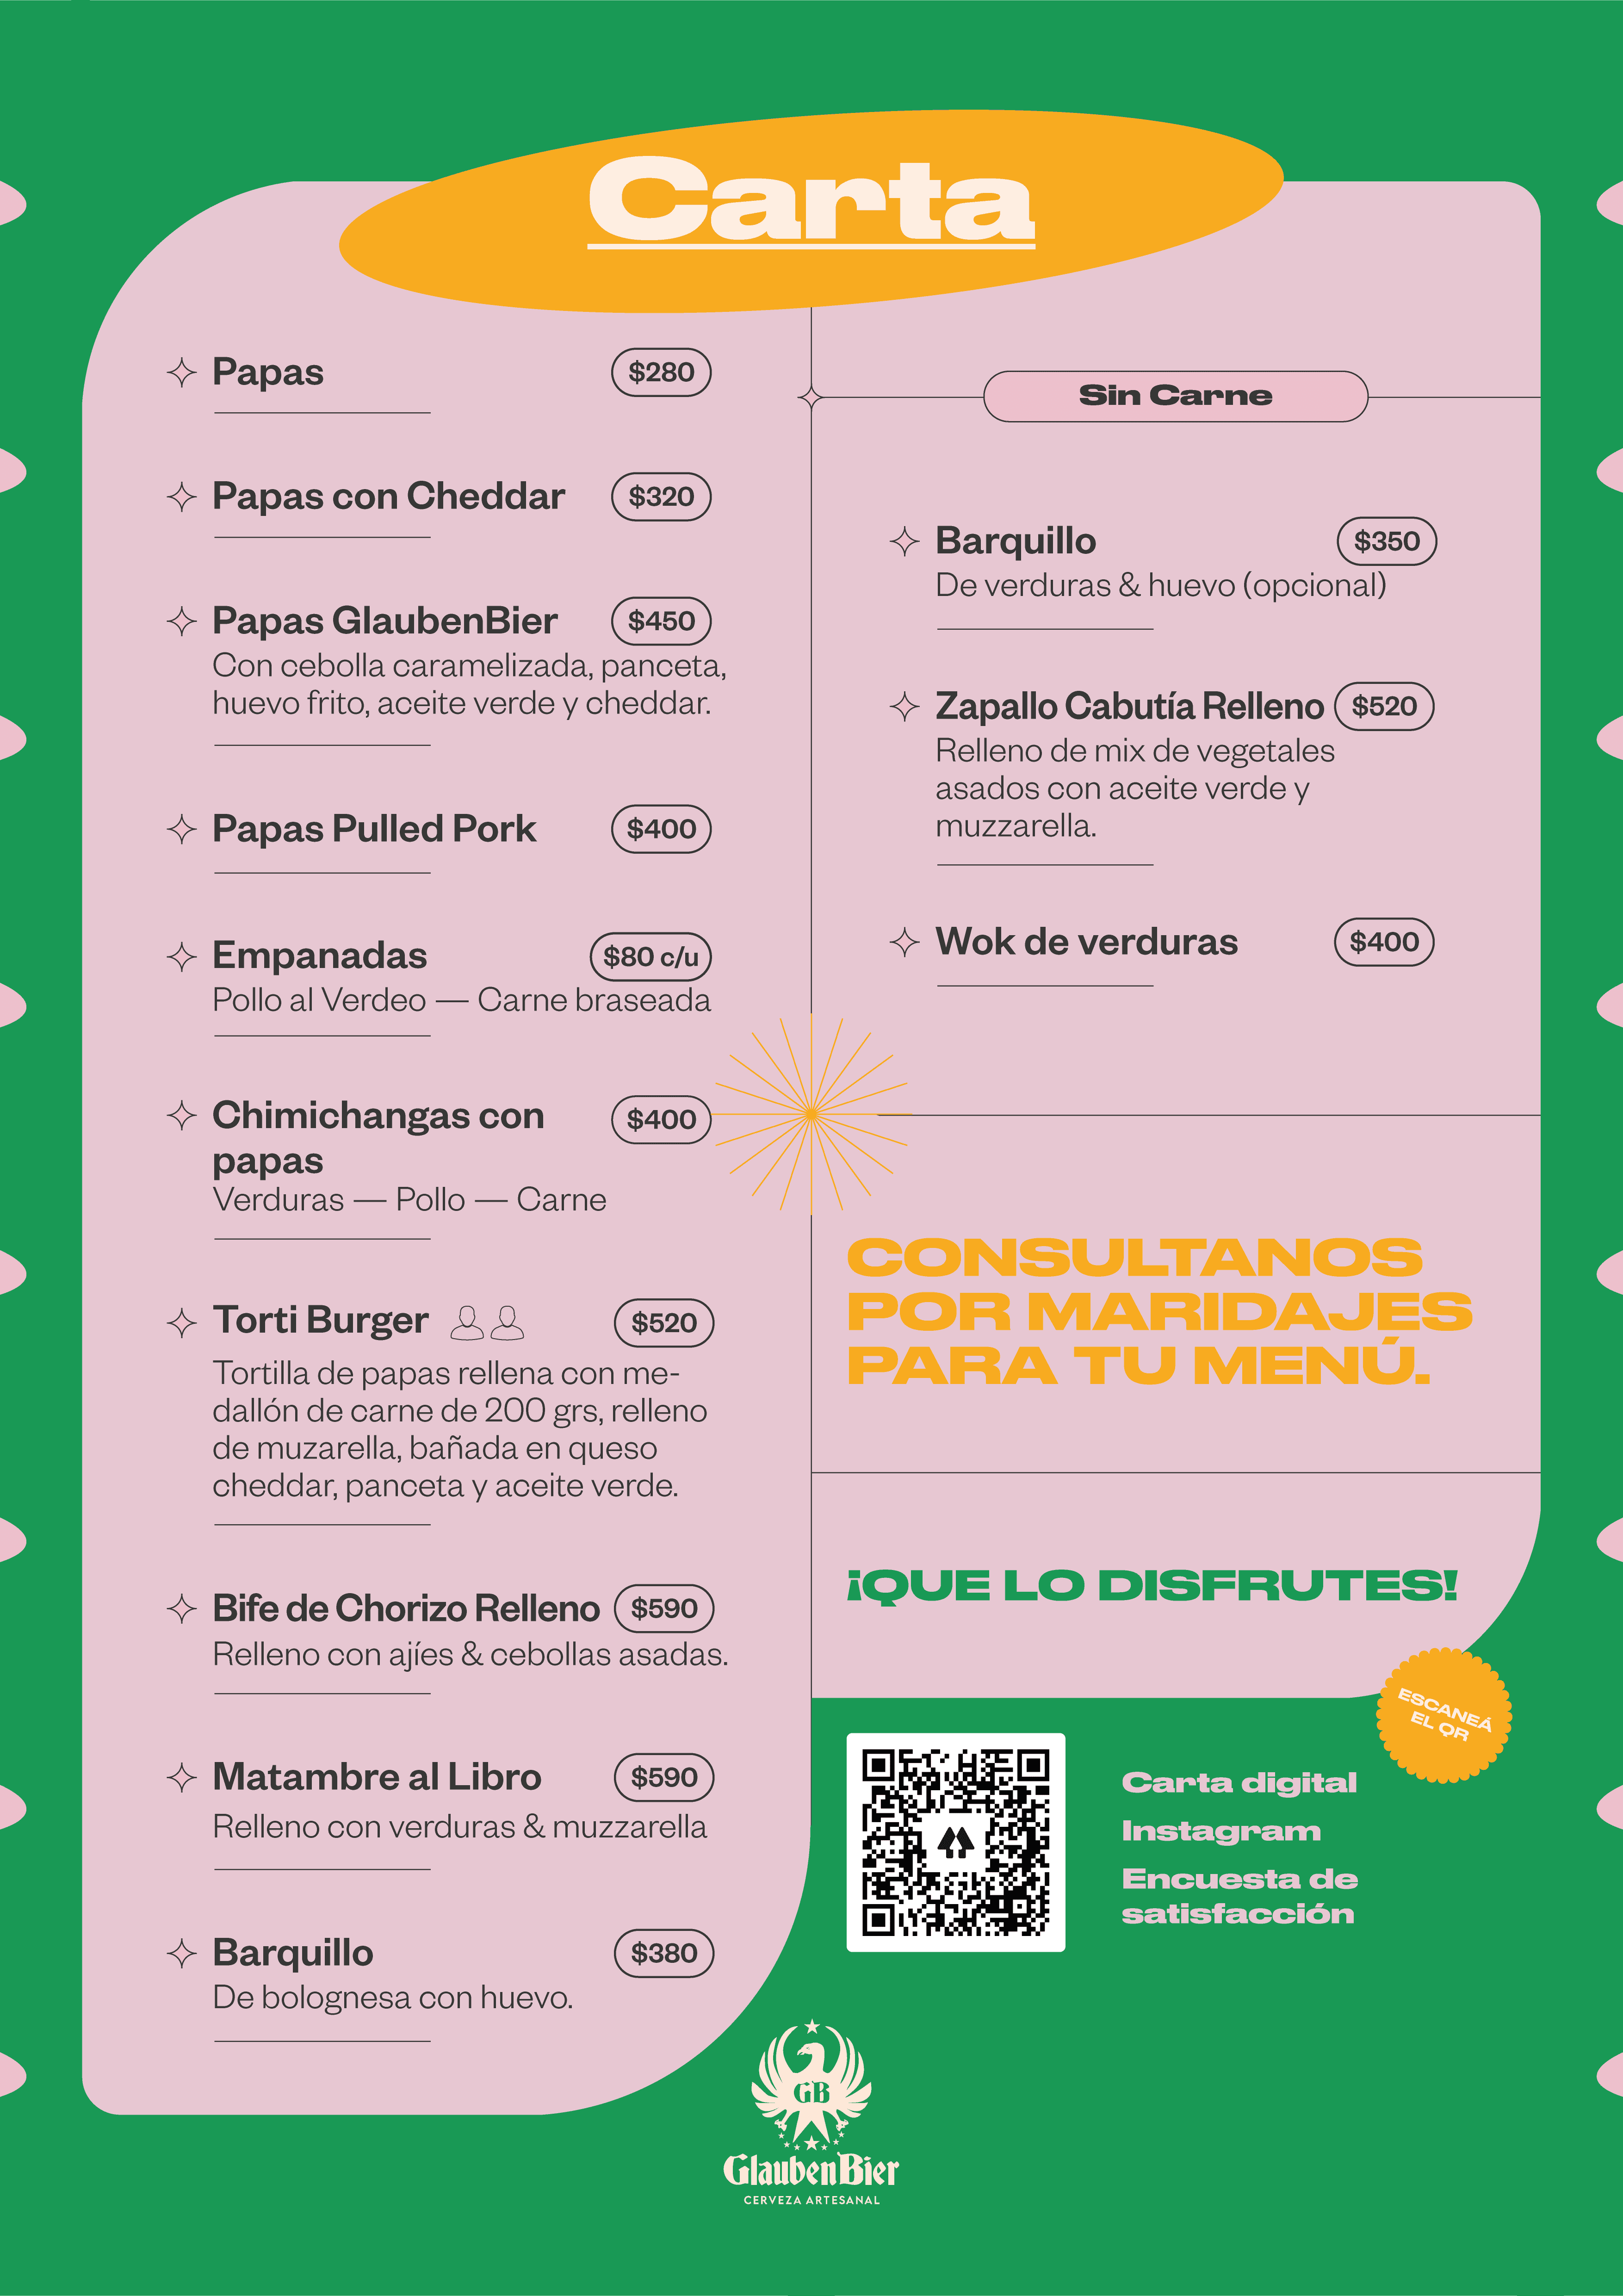 Carta
Papas
$280
Papas con Cheddar
$320
Papas GlaubenBier
$450
Con cebolla caramelizada, panceta,
huevo frito, aceite verde y cheddar.
Papas Pulled Pork
$400
Empanadas
$80 c/u
Pollo al Verdeo — Carne braseada
Chimichangas con
papas
$400
Verduras — Pollo — Carne
Torti Burger
$520
Tortilla de papas rellena con me-
dallón de carne de 200 grs, relleno
de muzarella, bañada en queso
cheddar, panceta y aceite verde.
Bife de Chorizo Relleno
$590
Relleno con ajíes & cebollas asadas.
Matambre al Libro
$590
Relleno con verduras & muzzarella
Barquillo
$380
De bolognesa con huevo.
Sin Carne
Barquillo
$350
De verduras & huevo (opcional)
Zapallo Cabutía Relleno
$520
Relleno de mix de vegetales
asados con aceite verde y
muzzarella.
Wok de verduras
$400
CONSULTANOS
POR MARIDAJES
PARA TU MENÚ.
¡QUE LO DISFRUTES!
ESCANEÁ
EL QR
Carta digital
Instagram
Encuesta de
satisfacción
GB
GlaubenBier
CERVEZA ARTESANAL